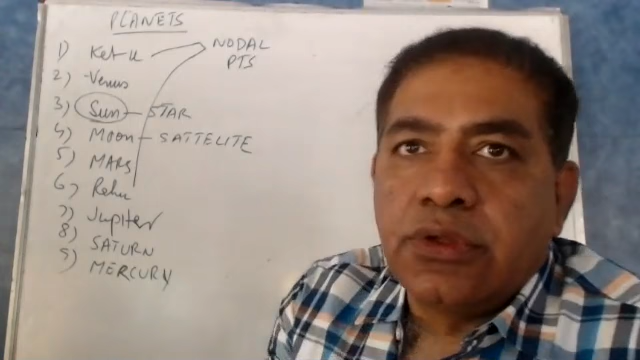 PLANETS
1) Ketu NODAL PTS
2) Venus
3) Sun - STAR
4) Moon - SATTELITE
5) MARS
6) Rahu
7) Jupiter
8) SATURN
9) MERCURY